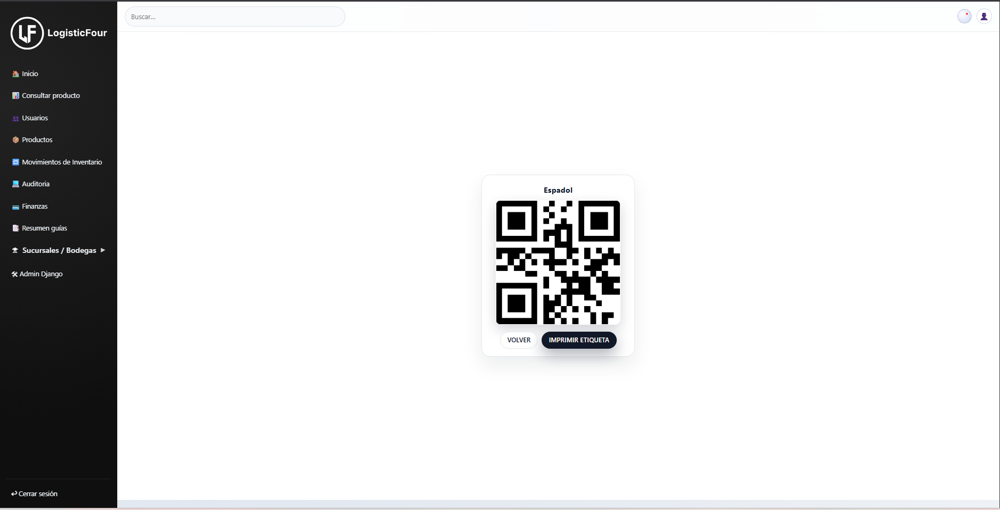 LogisticFour
Buscar...
Inicio
Consultar producto
Usuarios
Productos
Movimientos de Inventario
Auditoria
Finanzas
Resumen guías
Sucursales / Bodegas ▶
Admin Django
Cerrar sesión
Espadol
VOLVER
IMPRIMIR ETIQUETA